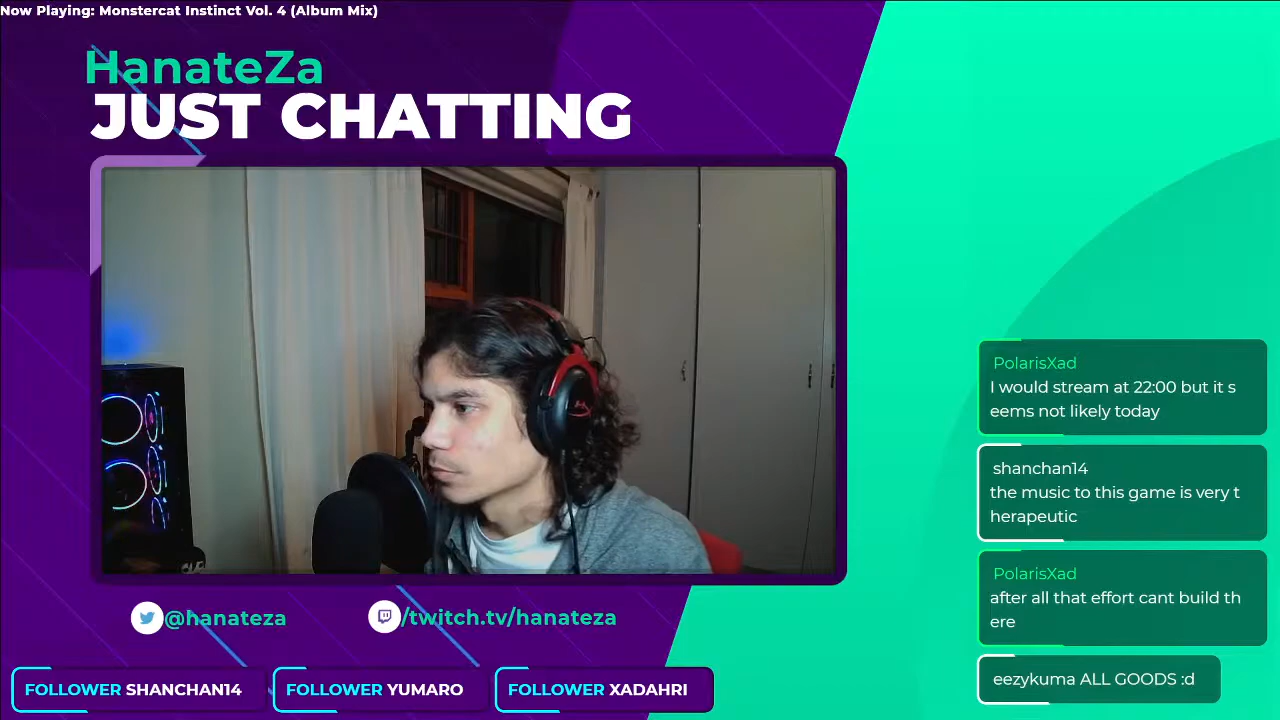 Now Playing: Monstercat Instinct Vol. 4 (Album Mix)
HanateZa
JUST CHATTING
PolarisXad
I would stream at 22:00 but it s
eems not likely today
shanchan14
the music to this game is very t
herapeutic
PolarisXad
after all that effort cant build th
ere
eezykuma ALL GOODS :d
@hanateza
/twitch.tv/hanateza
FOLLOWER SHANCHAN14
FOLLOWER YUMARO
FOLLOWER XADAHRI